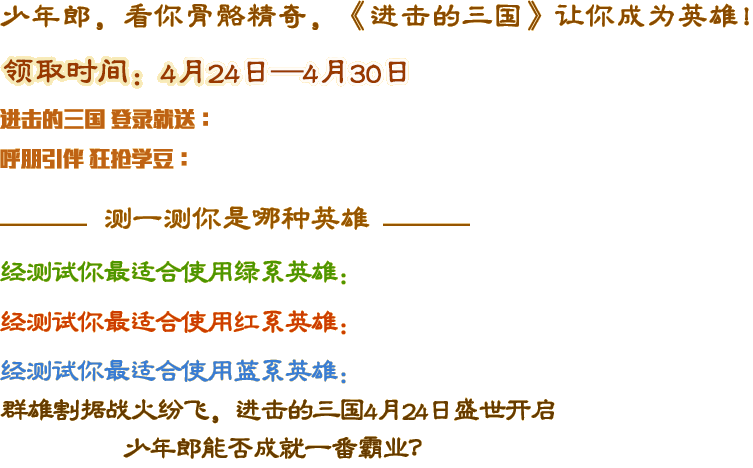 少年郎，看你骨骼精奇，《进击的三国》让你成为英雄！
领取时间：4月24日—4月30日
进击的三国 登录就送：
呼朋引伴 狂抢学豆：
测一测你是哪种英雄
经测试你最适合使用绿系英雄：
经测试你最适合使用红系英雄：
经测试你最适合使用蓝系英雄：
群雄割据战火纷飞，进击的三国4月24日盛世开启
少年郎能否成就一番霸业？